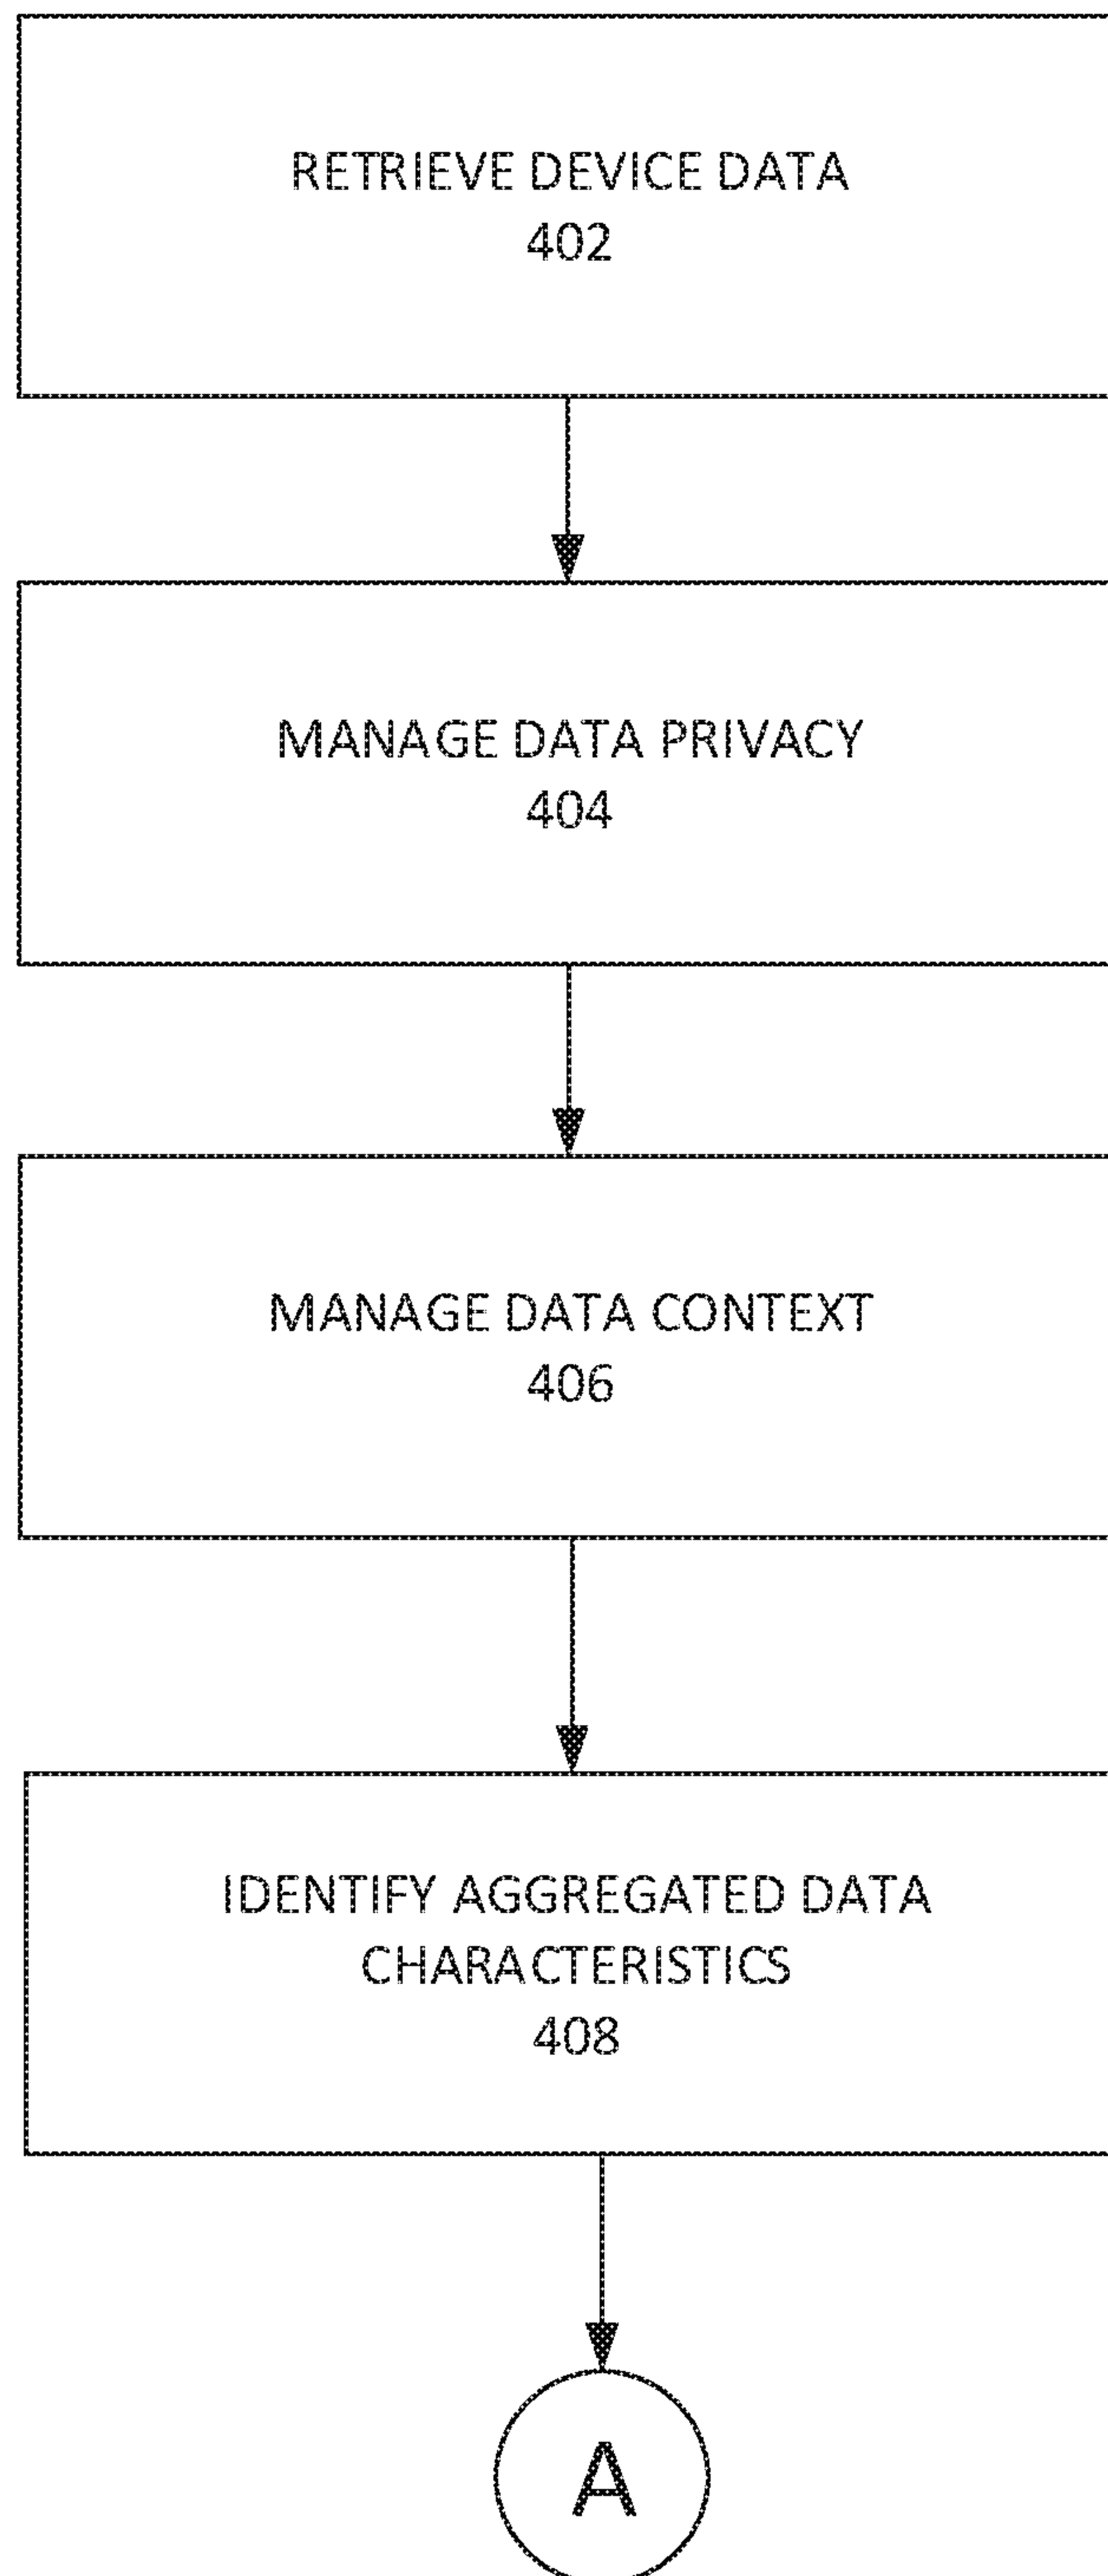 RETRIEVE DEVICE DATA
402
MANAGE DATA PRIVACY
404
MANAGE DATA CONTEXT
406
IDENTIFY AGGREGATED DATA
CHARACTERISTICS
408
A